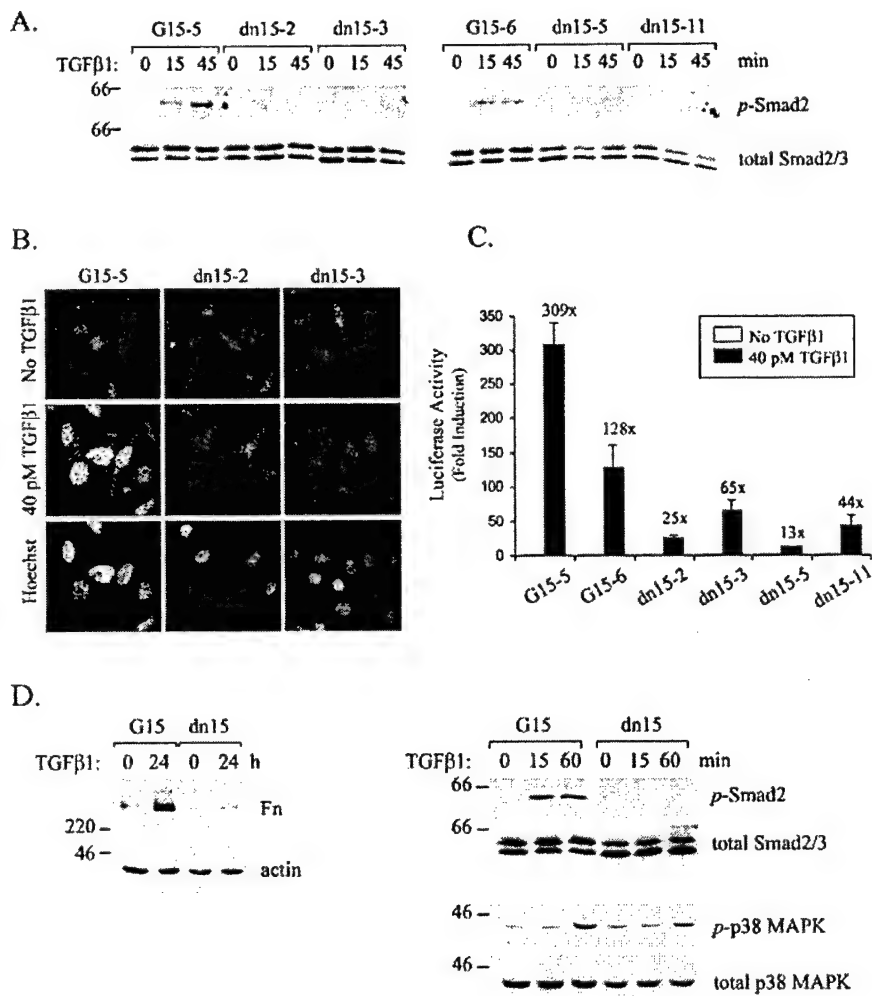 A.
G15-5 dn15-2 dn15-3 G15-6 dn15-5 dn15-11
TGFβ1: 0 15 45 0 15 45 0 15 45 0 15 45 0 15 45 0 15 45 min
66
p-Smad2
66
total Smad2/3
B.
G15-5 dn15-2 dn15-3
No TGFβ1
40 pM TGFβ1
Hoechst
C.
Luciferase Activity
(Fold Induction)
350
300
250
200
150
100
50
0
309x
128x
25x
65x
13x
44x
No TGFβ1
40 pM TGFβ1
G15-5 G15-6 dn15-2 dn15-3 dn15-5 dn15-11
D.
G15 dn15
TGFβ1: 0 24 0 24 h
Fn
220
46
actin
G15 dn15
TGFβ1: 0 15 60 0 15 60 min
66
p-Smad2
66
total Smad2/3
46
p-p38 MAPK
46
total p38 MAPK